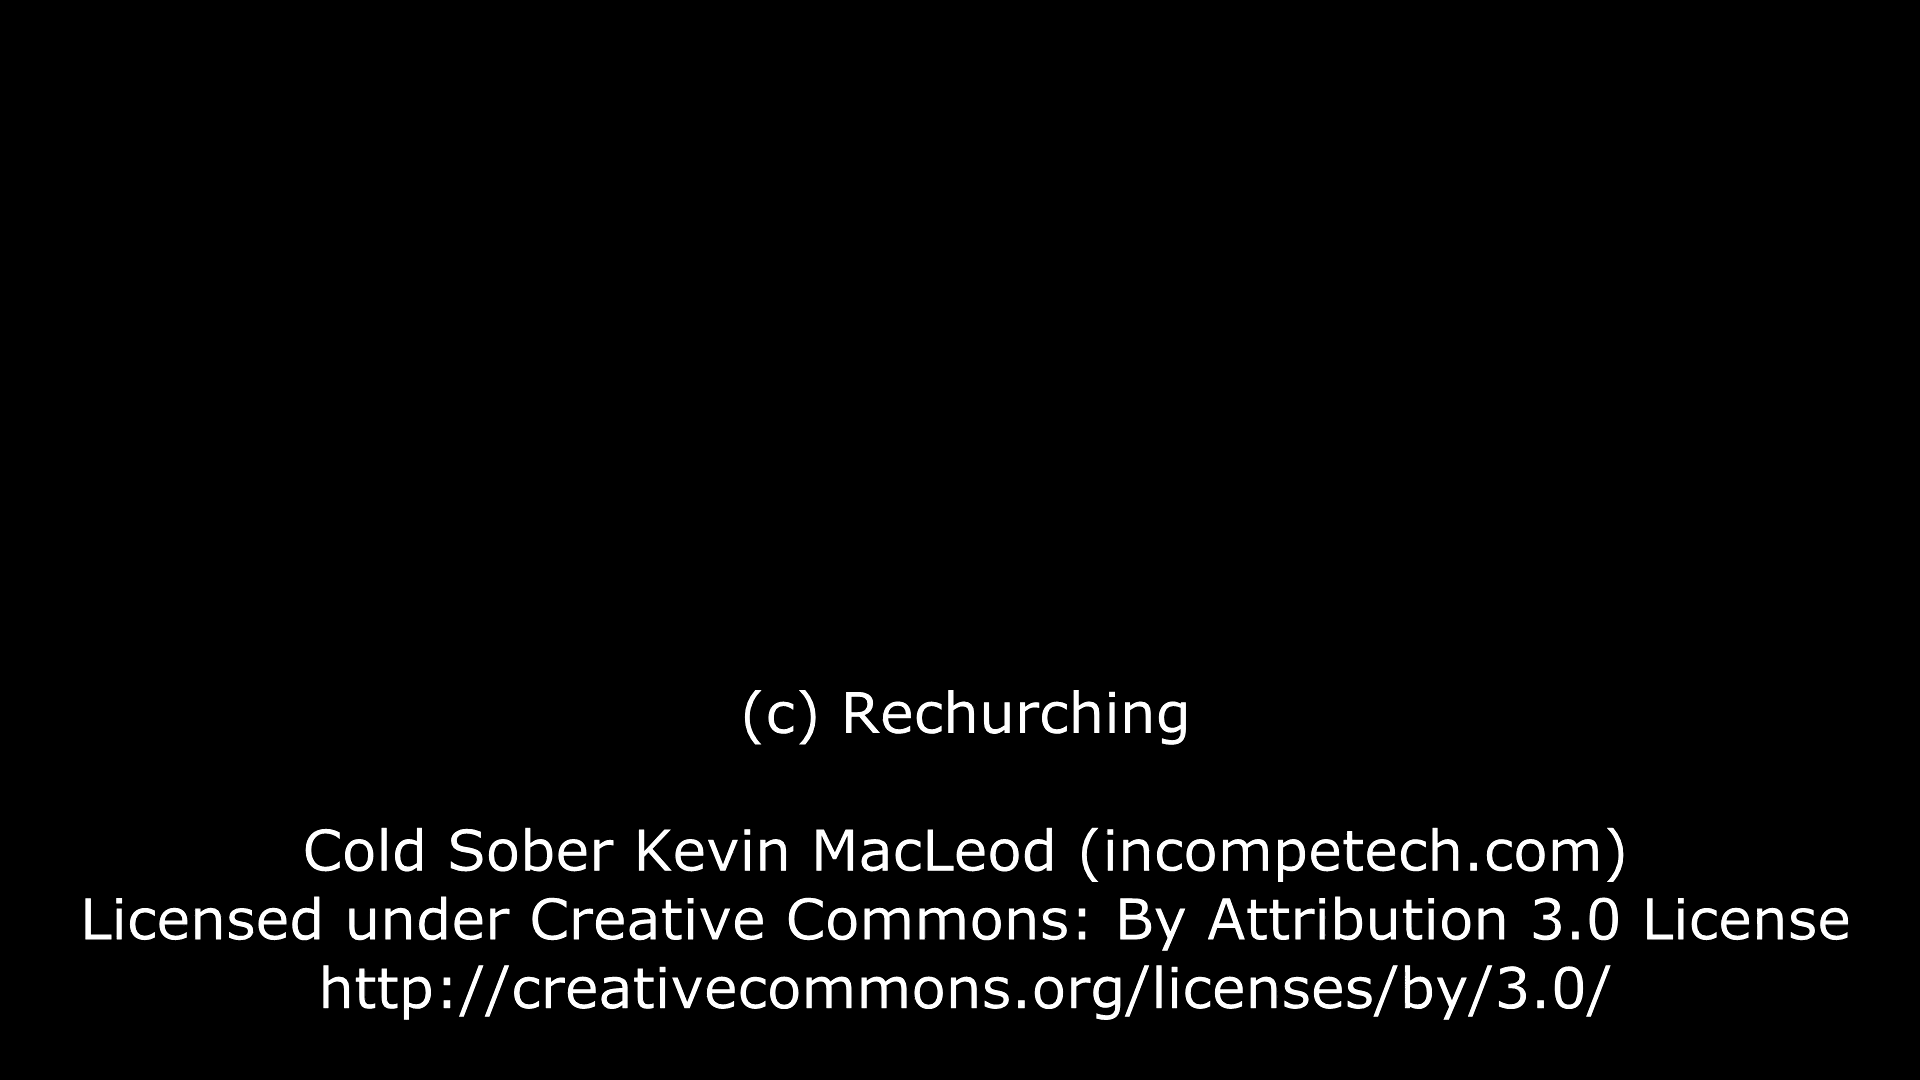 (c) Rechurching
Cold Sober Kevin MacLeod (incompetech.com)
Licensed under Creative Commons: By Attribution 3.0 License
http://creativecommons.org/licenses/by/3.0/